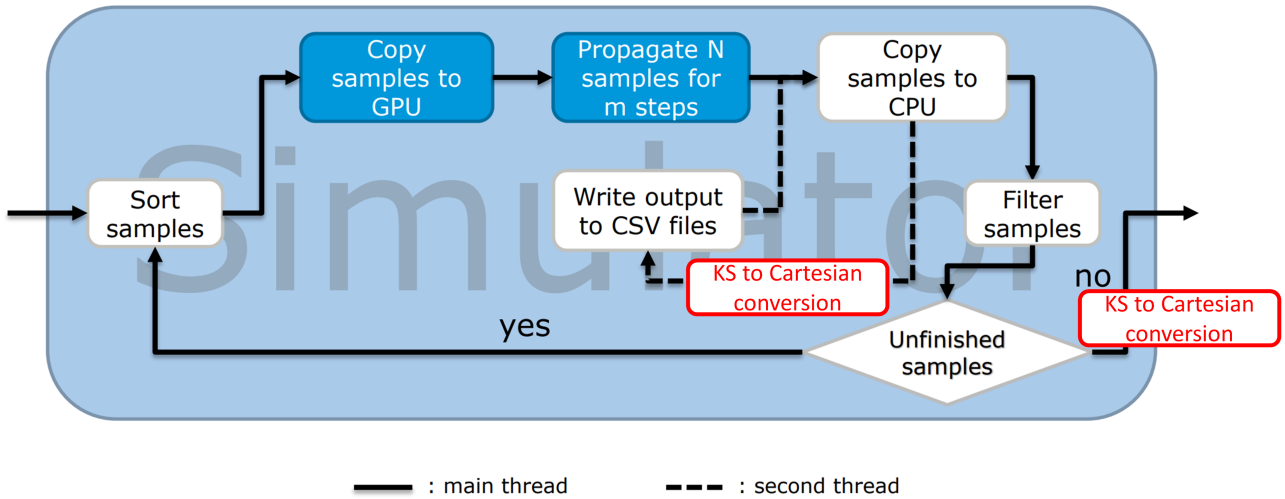 Copy
samples to
GPU
Propagate N
samples for
m steps
Copy
samples to
CPU
Simulator
Sort
samples
Write output
to CSV files
Filter
samples
KS to Cartesian
conversion
no
KS to Cartesian
conversion
yes
Unfinished
samples
: main thread
: second thread